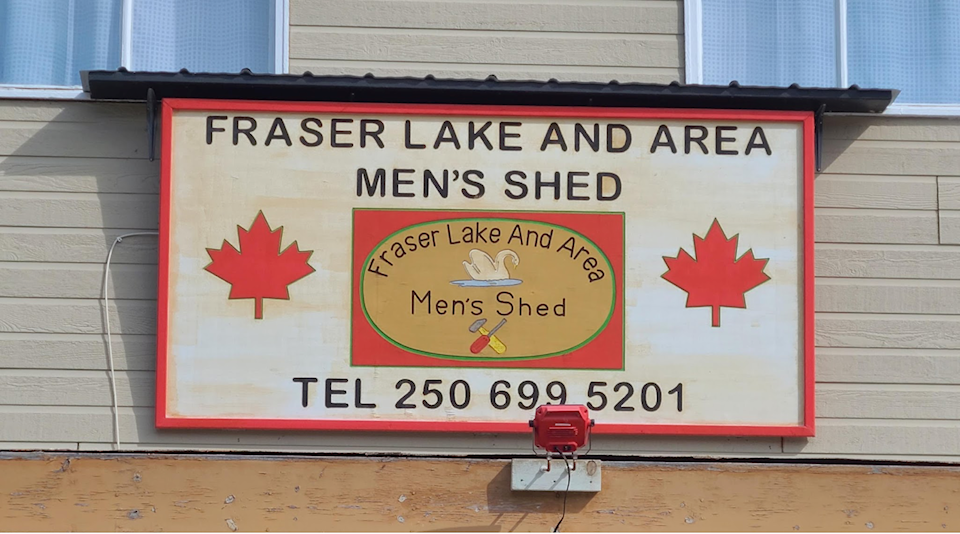 FRASER LAKE AND AREA
MEN'S SHED
Fraser Lake And Area
Men's Shed
TEL 250 699 5201